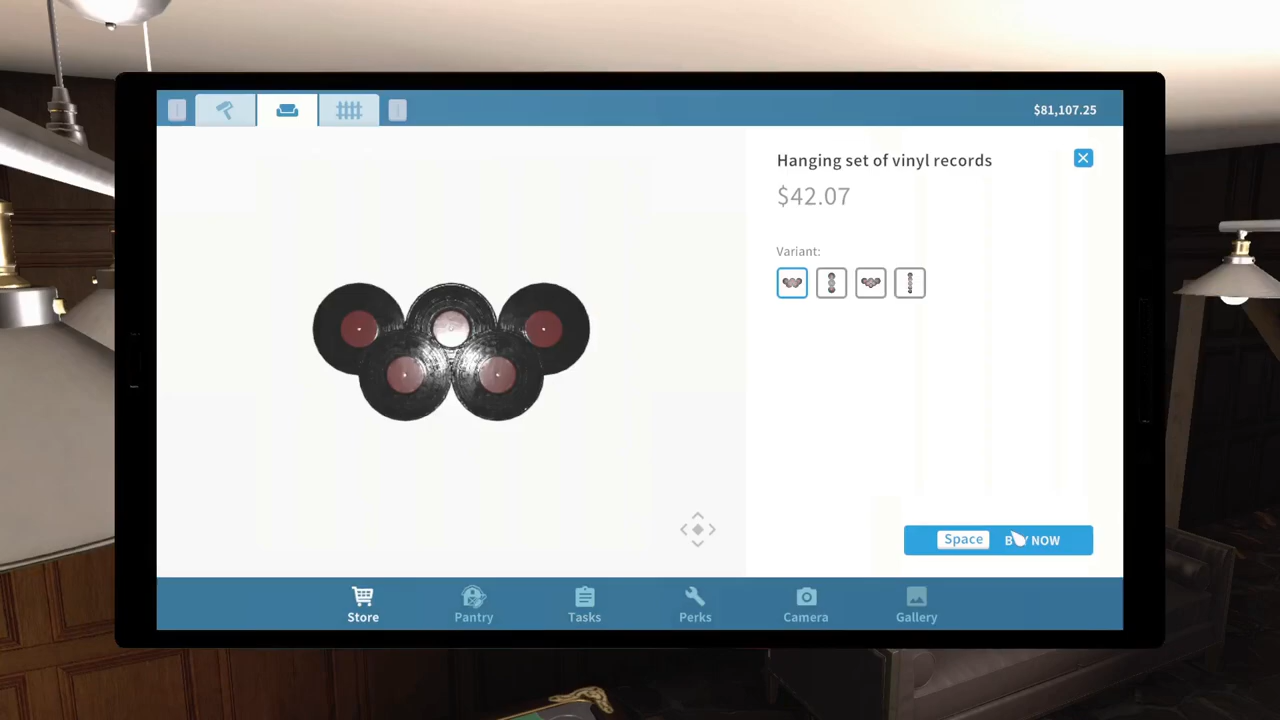 $81,107.25
Hanging set of vinyl records
$42.07
Variant:
Space
BUY NOW
Store
Pantry
Tasks
Perks
Camera
Gallery